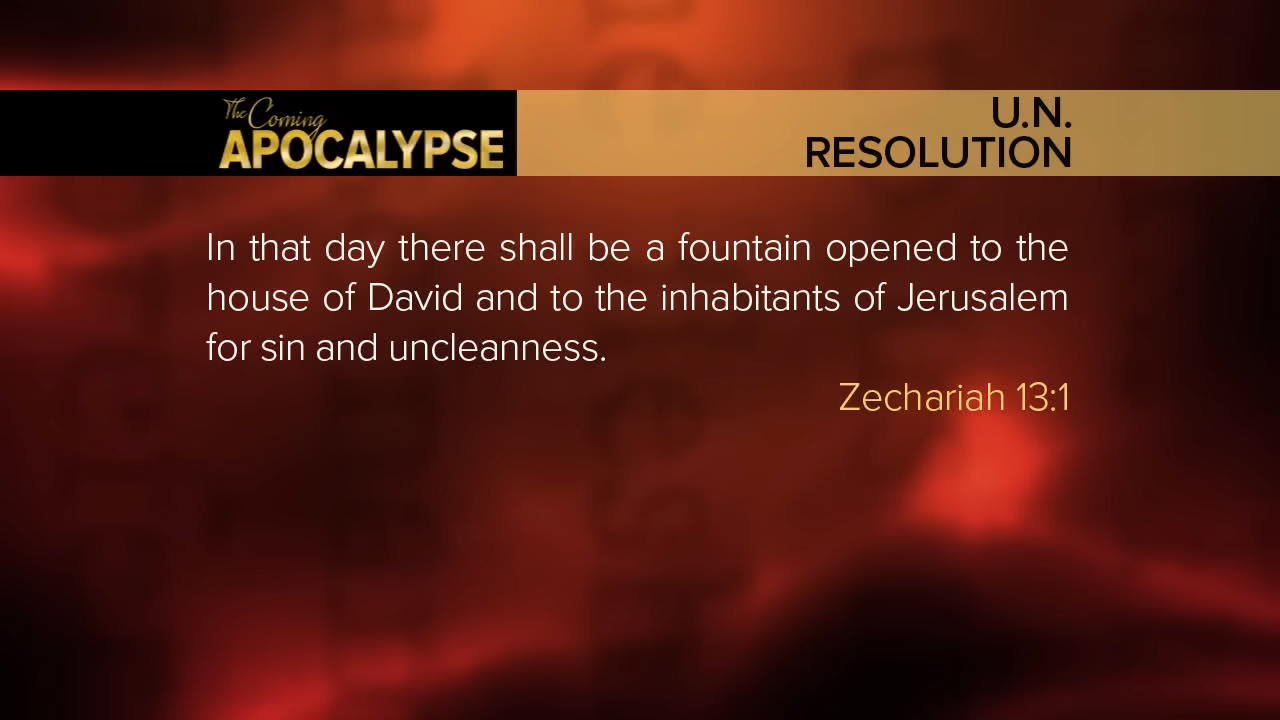 The Coming
APOCALYPSE
U.N.
RESOLUTION
In that day there shall be a fountain opened to the
house of David and to the inhabitants of Jerusalem
for sin and uncleanness.
Zechariah 13:1